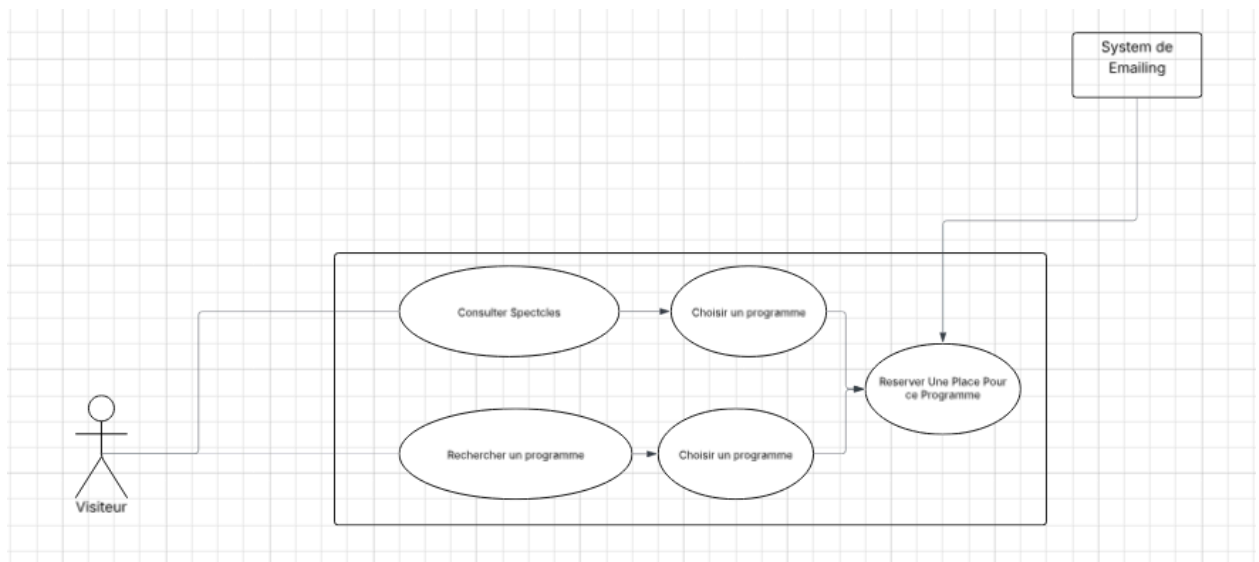 System de
Emailing
Consulter Spectcles
Choisir un programme
Reserver Une Place Pour
ce Programme
Rechercher un programme
Choisir un programme
Visiteur